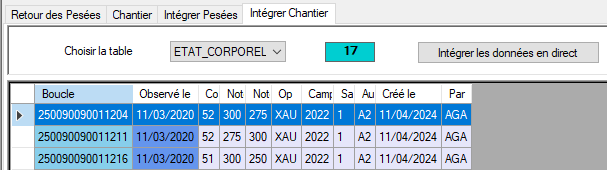 Retour des Pesées Chantier Intégrer Pesées Intégrer Chantier
Choisir la table ETAT_CORPOREL 17 Intégrer les données en direct
Boucle Observé le Co Not Not Op Camp Sa Au Créé le Par
250090090011204 11/03/2020 52 300 275 XAU 2022 1 A2 11/04/2024 AGA
250090090011211 11/03/2020 52 275 300 XAU 2022 1 A2 11/04/2024 AGA
250090090011216 11/03/2020 51 300 250 XAU 2022 1 A2 11/04/2024 AGA